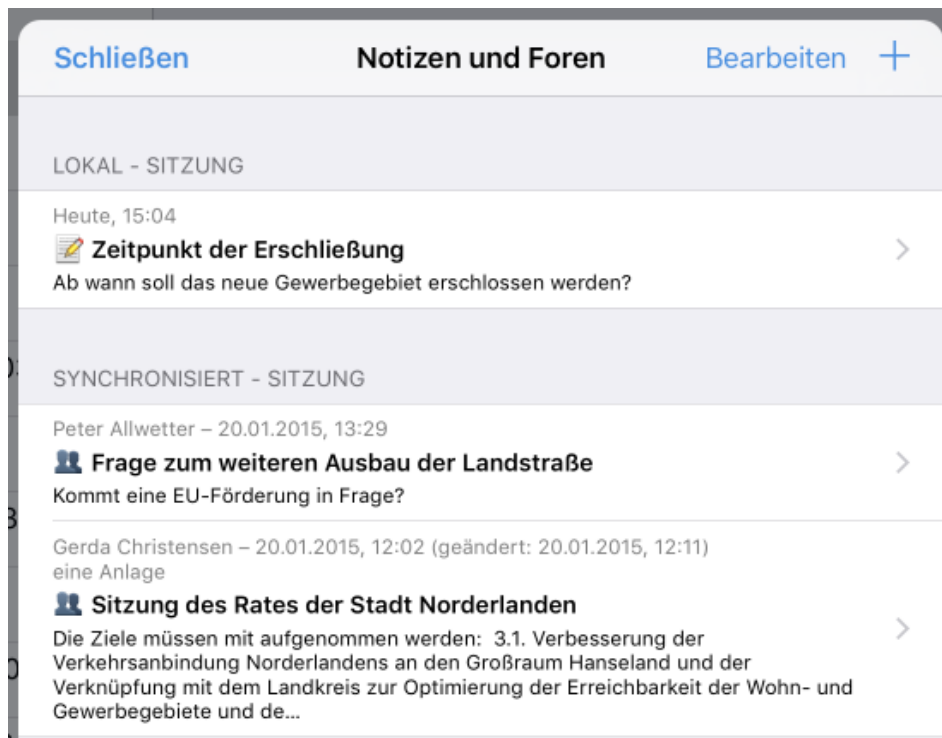 Schließen Notizen und Foren Bearbeiten +
LOKAL - SITZUNG
Heute, 15:04
Zeitpunkt der Erschließung
Ab wann soll das neue Gewerbegebiet erschlossen werden?
SYNCHRONISIERT - SITZUNG
Peter Allwetter – 20.01.2015, 13:29
Frage zum weiteren Ausbau der Landstraße
Kommt eine EU-Förderung in Frage?
Gerda Christensen – 20.01.2015, 12:02 (geändert: 20.01.2015, 12:11)
eine Anlage
Sitzung des Rates der Stadt Norderlanden
Die Ziele müssen mit aufgenommen werden:  3.1. Verbesserung der
Verkehrsanbindung Norderlandens an den Großraum Hanseland und der
Verknüpfung mit dem Landkreis zur Optimierung der Erreichbarkeit der Wohn- und
Gewerbegebiete und de...